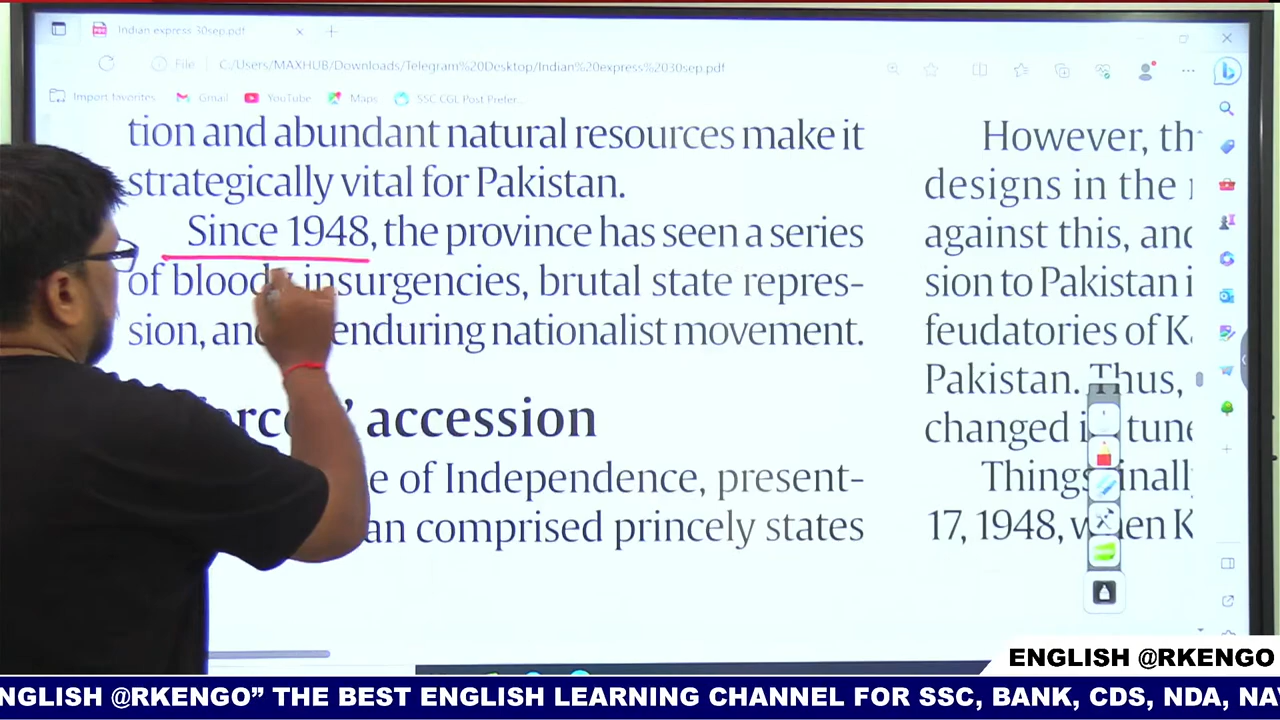 Indian express 30sep.pdf
File C:/Users/MAXHUB/Downloads/Telegram%20Desktop/Indian%20express%2030sep.pdf
Import favorites Gmail YouTube Maps SSC CGL Post Prefer...
tion and abundant natural resources make it
strategically vital for Pakistan.
Since 1948, the province has seen a series
of bloody insurgencies, brutal state repres-
sion, an enduring nationalist movement.
accession
e of Independence, present-
an comprised princely states
However, th
designs in the
against this, and
sion to Pakistan i
feudatories of K
Pakistan. Thus,
changed i tune
Things finall
17, 1948, when K
ENGLISH @RKENGO
NGLISH @RKENGO” THE BEST ENGLISH LEARNING CHANNEL FOR SSC, BANK, CDS, NDA, NA